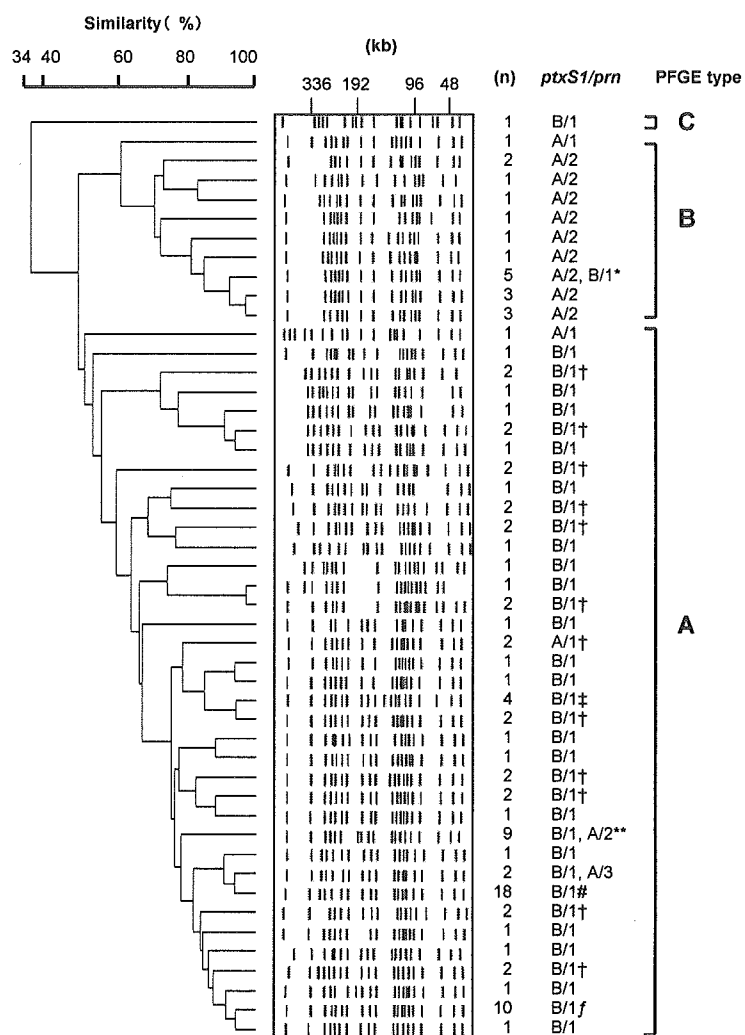 Similarity ( %)
(kb)
34 40 60 80 100
336 192 96 48
(n) ptxS1/prn PFGE type
1 B/1 C
1 A/1
2 A/2
1 A/2
1 A/2
1 A/2 B
1 A/2
1 A/2
5 A/2, B/1*
3 A/2
3 A/2
1 A/1
1 B/1
2 B/1†
1 B/1
1 B/1
2 B/1†
1 B/1
2 B/1†
1 B/1
2 B/1†
2 B/1†
1 B/1
1 B/1
1 B/1
2 B/1†
1 B/1 A
2 A/1†
1 B/1
1 B/1
4 B/1‡
2 B/1†
1 B/1
1 B/1
2 B/1†
2 B/1†
1 B/1
9 B/1, A/2**
1 B/1
2 B/1, A/3
18 B/1#
2 B/1†
1 B/1
1 B/1
2 B/1†
1 B/1
10 B/1ƒ
1 B/1